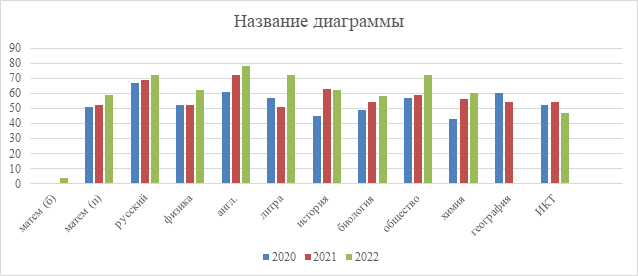 Название диаграммы
90
80
70
60
50
40
30
20
10
0
матем (б)
матем (п)
русский
физика
англ.
литра
история
биология
общество
химия
география
ИКТ
2020 2021 2022